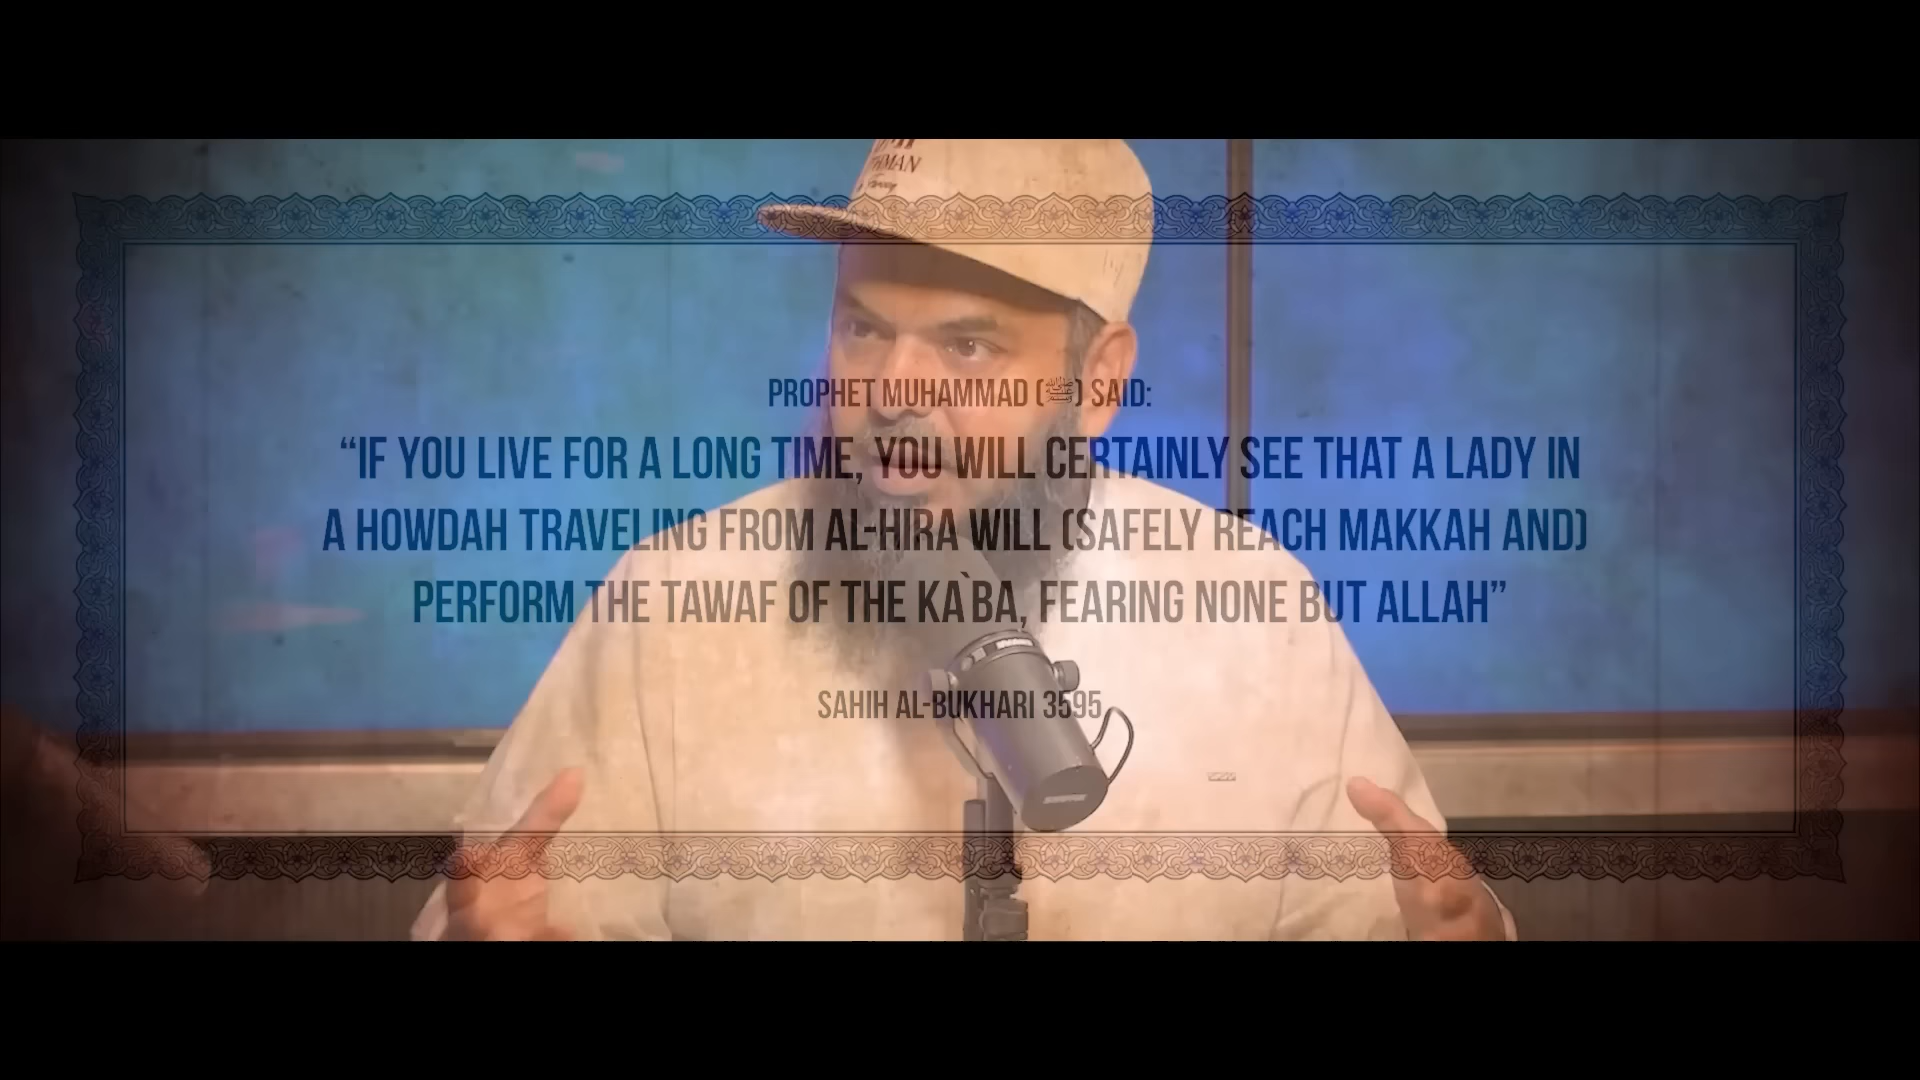 HMAN
PROPHET MUHAMMAD (ﷺ) SAID:
“IF YOU LIVE FOR A LONG TIME, YOU WILL CERTAINLY SEE THAT A LADY IN
A HOWDAH TRAVELING FROM AL-HIRA WILL (SAFELY REACH MAKKAH AND)
PERFORM THE TAWAF OF THE KA`BA, FEARING NONE BUT ALLAH”
SAHIH AL-BUKHARI 3595
SHURE